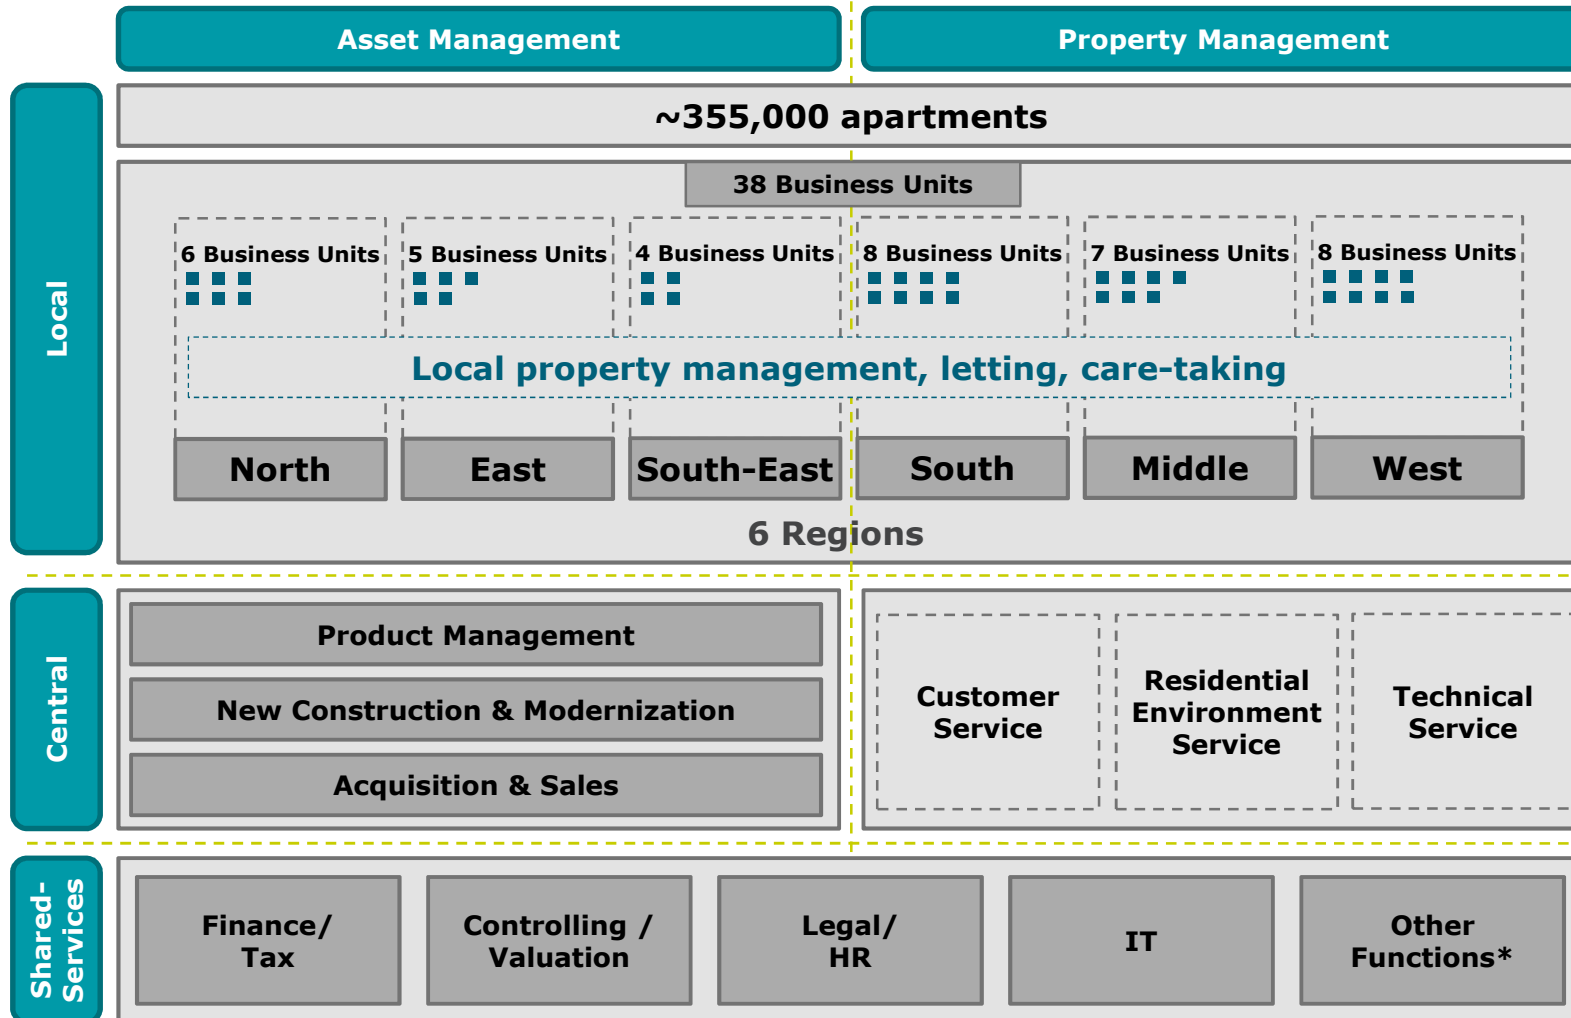 Asset Management
Property Management
Local
~355,000 apartments
38 Business Units
6 Business Units
5 Business Units
4 Business Units
8 Business Units
7 Business Units
8 Business Units
Local property management, letting, care-taking
North
East
South-East
South
Middle
West
6 Regions
Central
Product Management
New Construction & Modernization
Acquisition & Sales
Customer
Service
Residential
Environment
Service
Technical
Service
Shared-
Services
Finance/
Tax
Controlling /
Valuation
Legal/
HR
IT
Other
Functions*